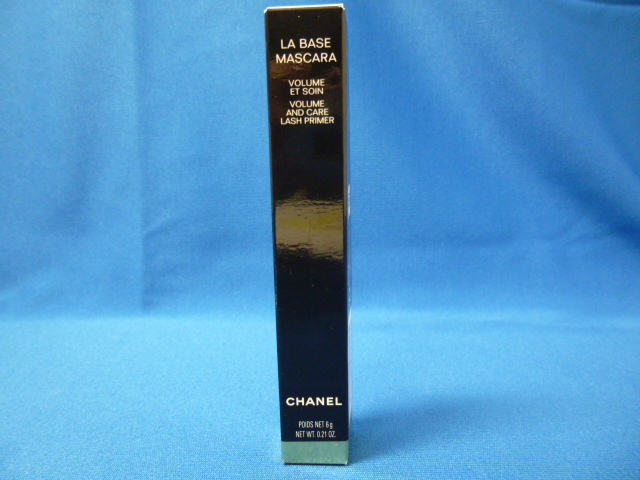 LA BASE
MASCARA
VOLUME
ET SOIN
VOLUME
AND CARE
LASH PRIMER
CHANEL
POIDS NET 6 g
NET WT. 0.21 OZ.